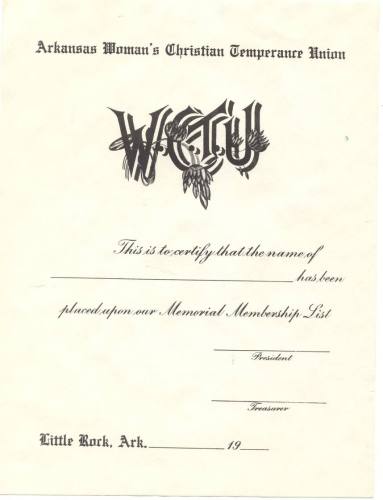 Arkansas Woman's Christian Temperance Union
W.C.T.U
This is to certify that the name of
has been
placed upon our Memorial Membership List
President
Treasurer
Little Rock, Ark. 19